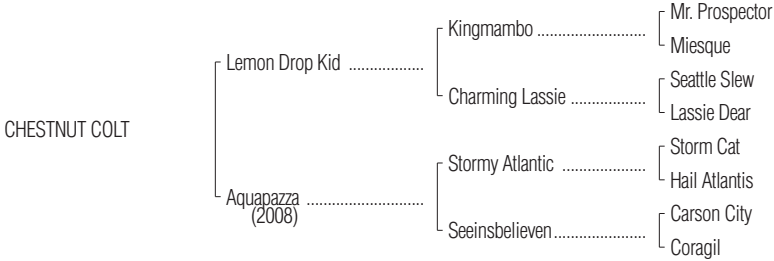 CHESTNUT COLT
Lemon Drop Kid ..................
Aquapazza ............................
(2008)
Kingmambo ..........................
Charming Lassie ..................
Stormy Atlantic ....................
Seeinsbelieven......................
Mr. Prospector
Miesque
Seattle Slew
Lassie Dear
Storm Cat
Hail Atlantis
Carson City
Coragil